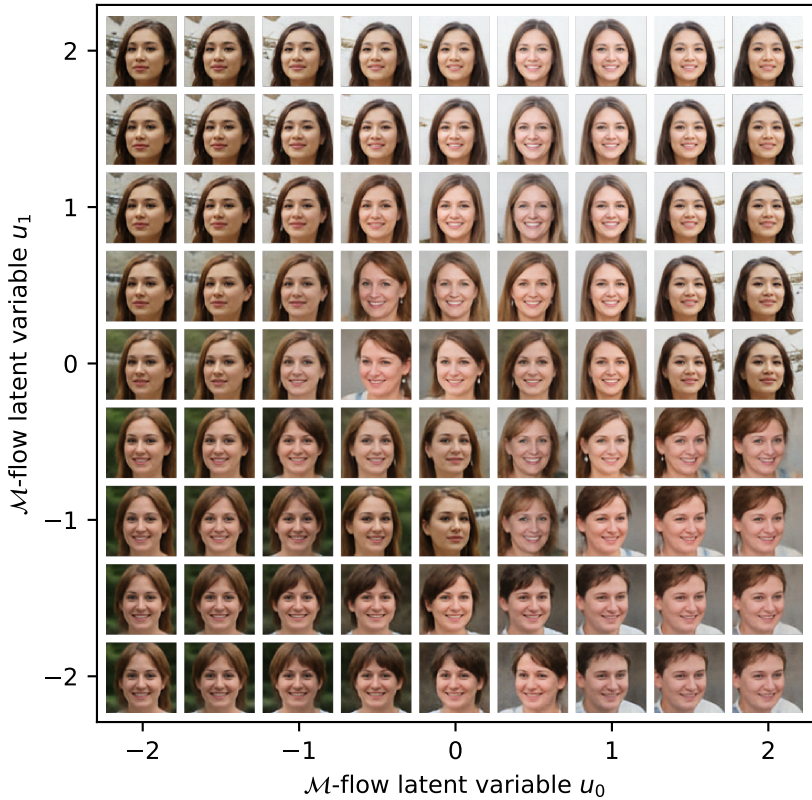 2
1
0
−1
−2
ℳ-flow latent variable u₁
−2 −1 0 1 2
ℳ-flow latent variable u₀